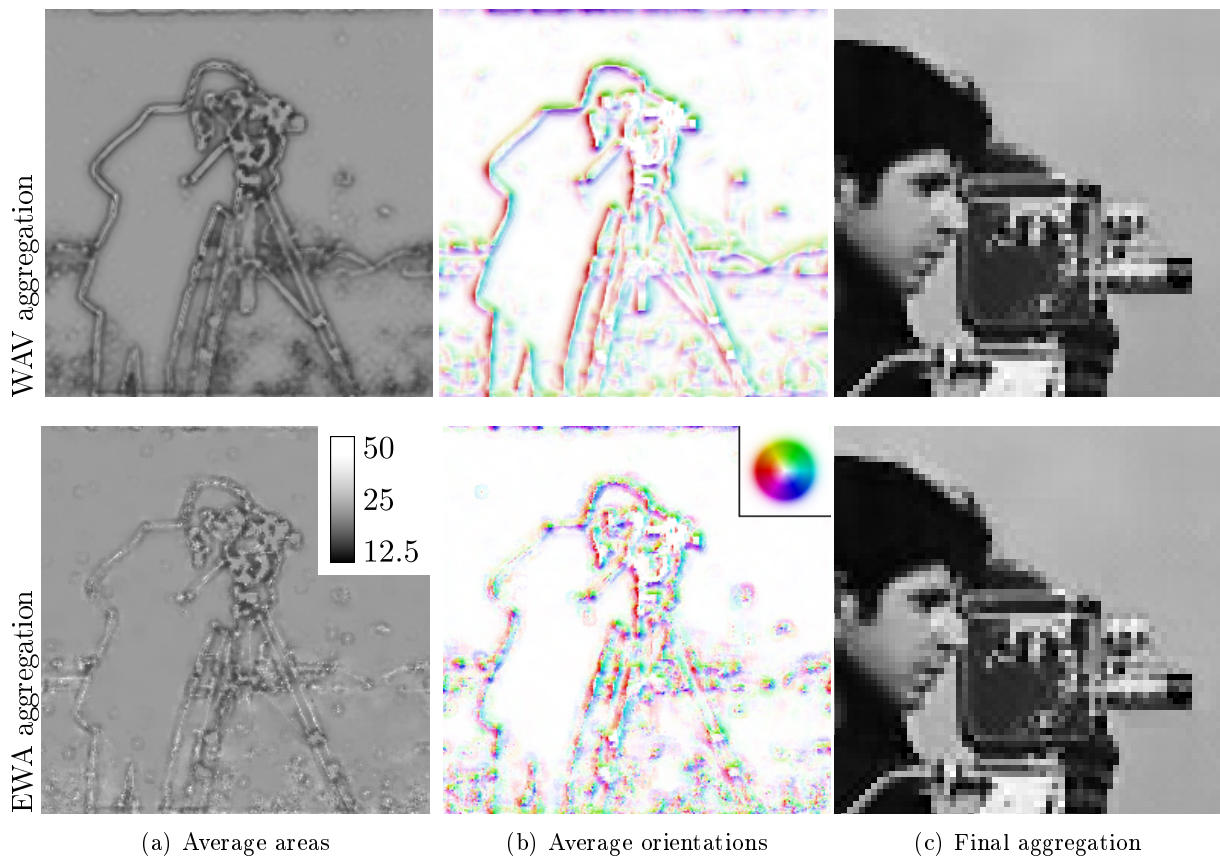 WAV aggregation
50
25
12.5
EWA aggregation
(a) Average areas
(b) Average orientations
(c) Final aggregation